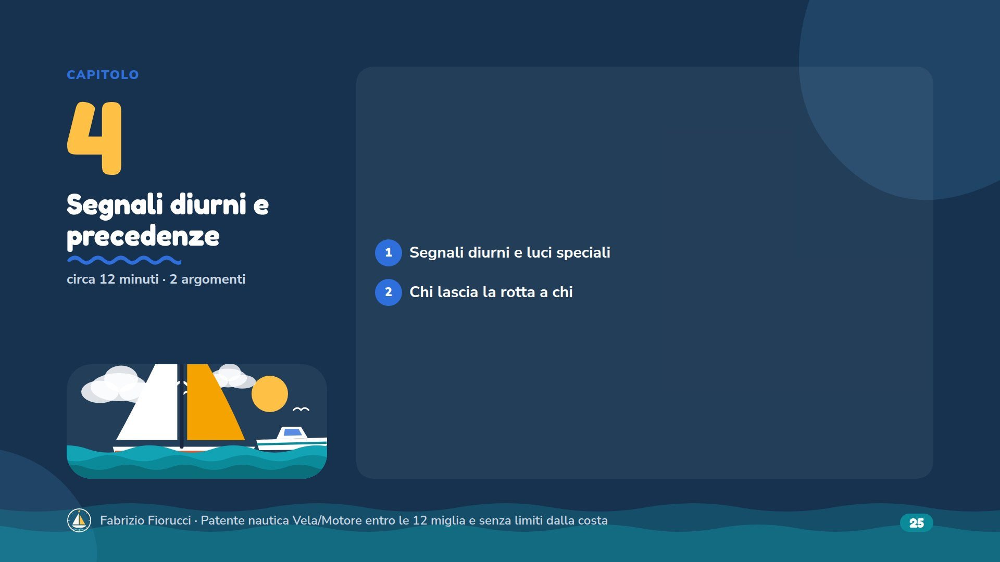 CAPITOLO
4
Segnali diurni e
precedenze
circa 12 minuti · 2 argomenti
1 Segnali diurni e luci speciali
2 Chi lascia la rotta a chi
Fabrizio Fiorucci · Patente nautica Vela/Motore entro le 12 miglia e senza limiti dalla costa
25